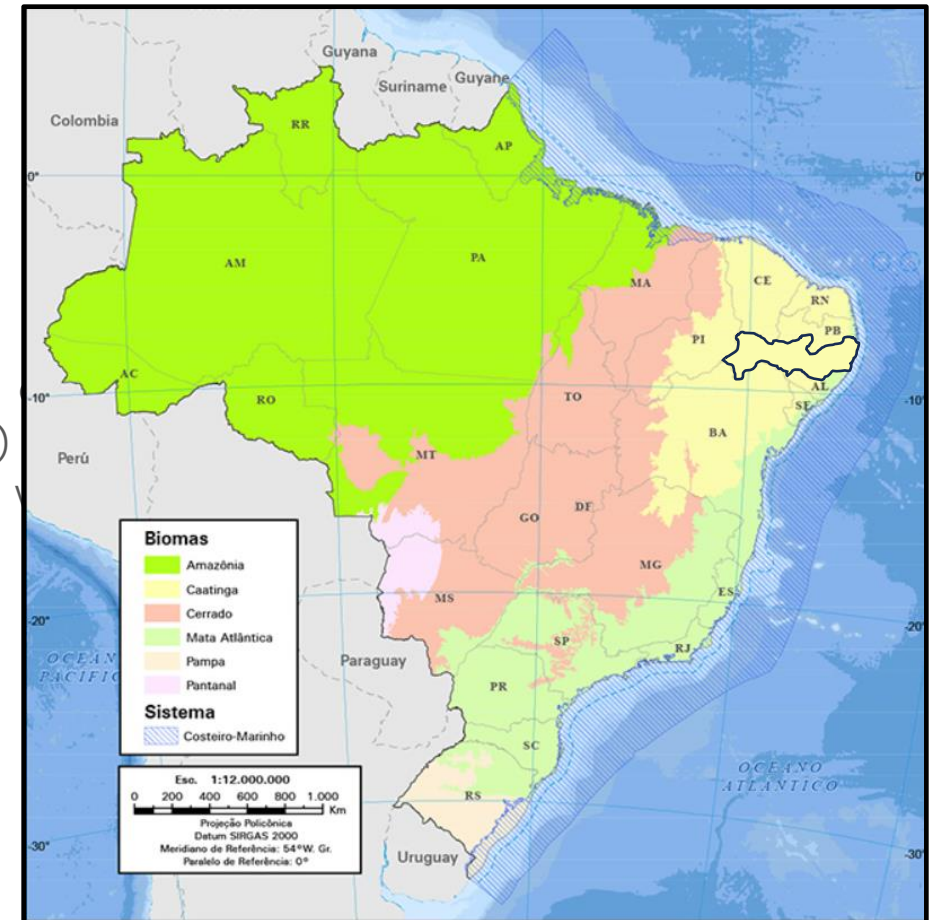 Guyana
Suriname
Guyane
Colombia
RR
AP
0°
0°
AM
PA
MA
CE
RN
PB
PI
AC
-10°
RO
TO
AL
-10°
SE
BA
MT
Perú
GO
DF
MG
MS
ES
-20°
-20°
SP
RJ
Paraguay
PR
SC
RS
Uruguay
-30°
-30°
OCEANO
ATLÂNTICO
Biomas
Amazônia
Caatinga
Cerrado
Mata Atlântica
Pampa
Pantanal
Sistema
Costeiro-Marinho
Esc. 1:12.000.000
0 200 400 600 800 1.000
Km
Projeção Policônica
Datum SIRGAS 2000
Meridiano de Referência: 54°W. Gr.
Paralelo de Referência: 0°